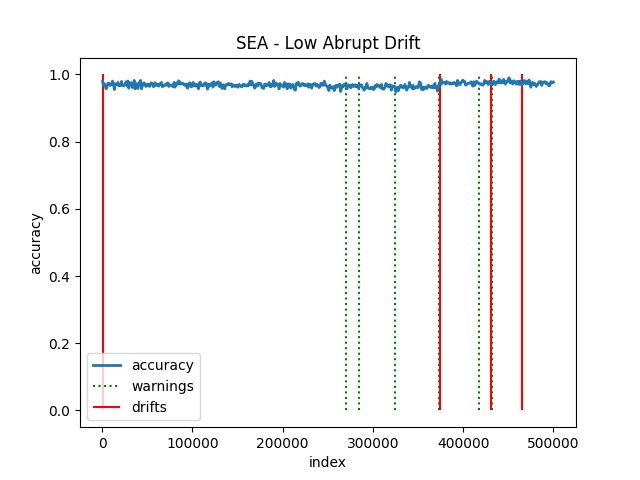 SEA - Low Abrupt Drift
accuracy
1.0
0.8
0.6
0.4
0.2
0.0
accuracy
warnings
drifts
0 100000 200000 300000 400000 500000
index